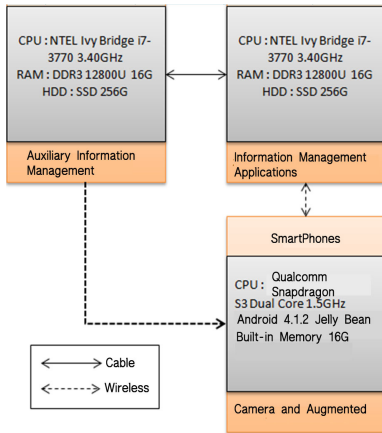 CPU : NTEL Ivy Bridge i7-
3770 3.40GHz
RAM : DDR3 12800U 16G
HDD : SSD 256G
Auxiliary Information
Management
CPU : NTEL Ivy Bridge i7-
3770 3.40GHz
RAM : DDR3 12800U 16G
HDD : SSD 256G
Information Management
Applications
SmartPhones
CPU : Qualcomm
Snapdragon
S3 Dual Core 1.5GHz
Android 4.1.2 Jelly Bean
Built-in Memory 16G
Camera and Augmented
Cable
Wireless